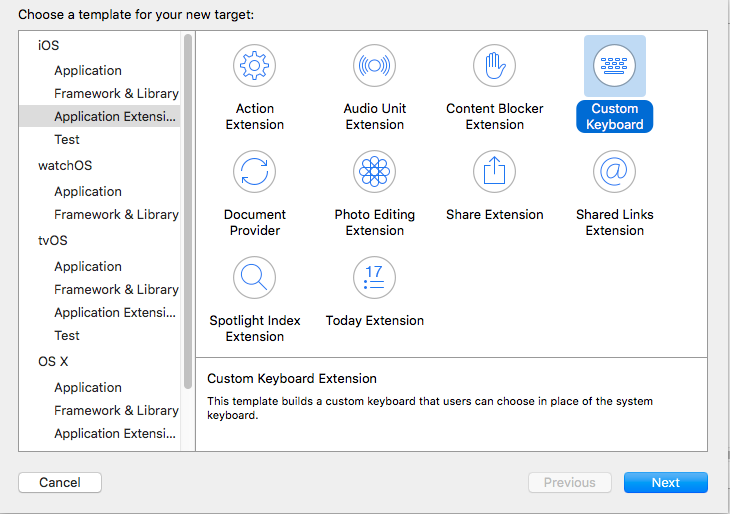 Choose a template for your new target:
iOS
Application
Framework & Library
Application Extensi...
Test
watchOS
Application
Framework & Library
tvOS
Application
Framework & Library
Application Extensi...
Test
OS X
Application
Framework & Library
Application Extensi...
Action
Extension
Audio Unit
Extension
Content Blocker
Extension
Custom
Keyboard
Document
Provider
Photo Editing
Extension
Share Extension
@
Shared Links
Extension
Spotlight Index
Extension
17
Today Extension
Custom Keyboard Extension
This template builds a custom keyboard that users can choose in place of the system
keyboard.
Cancel
Previous
Next